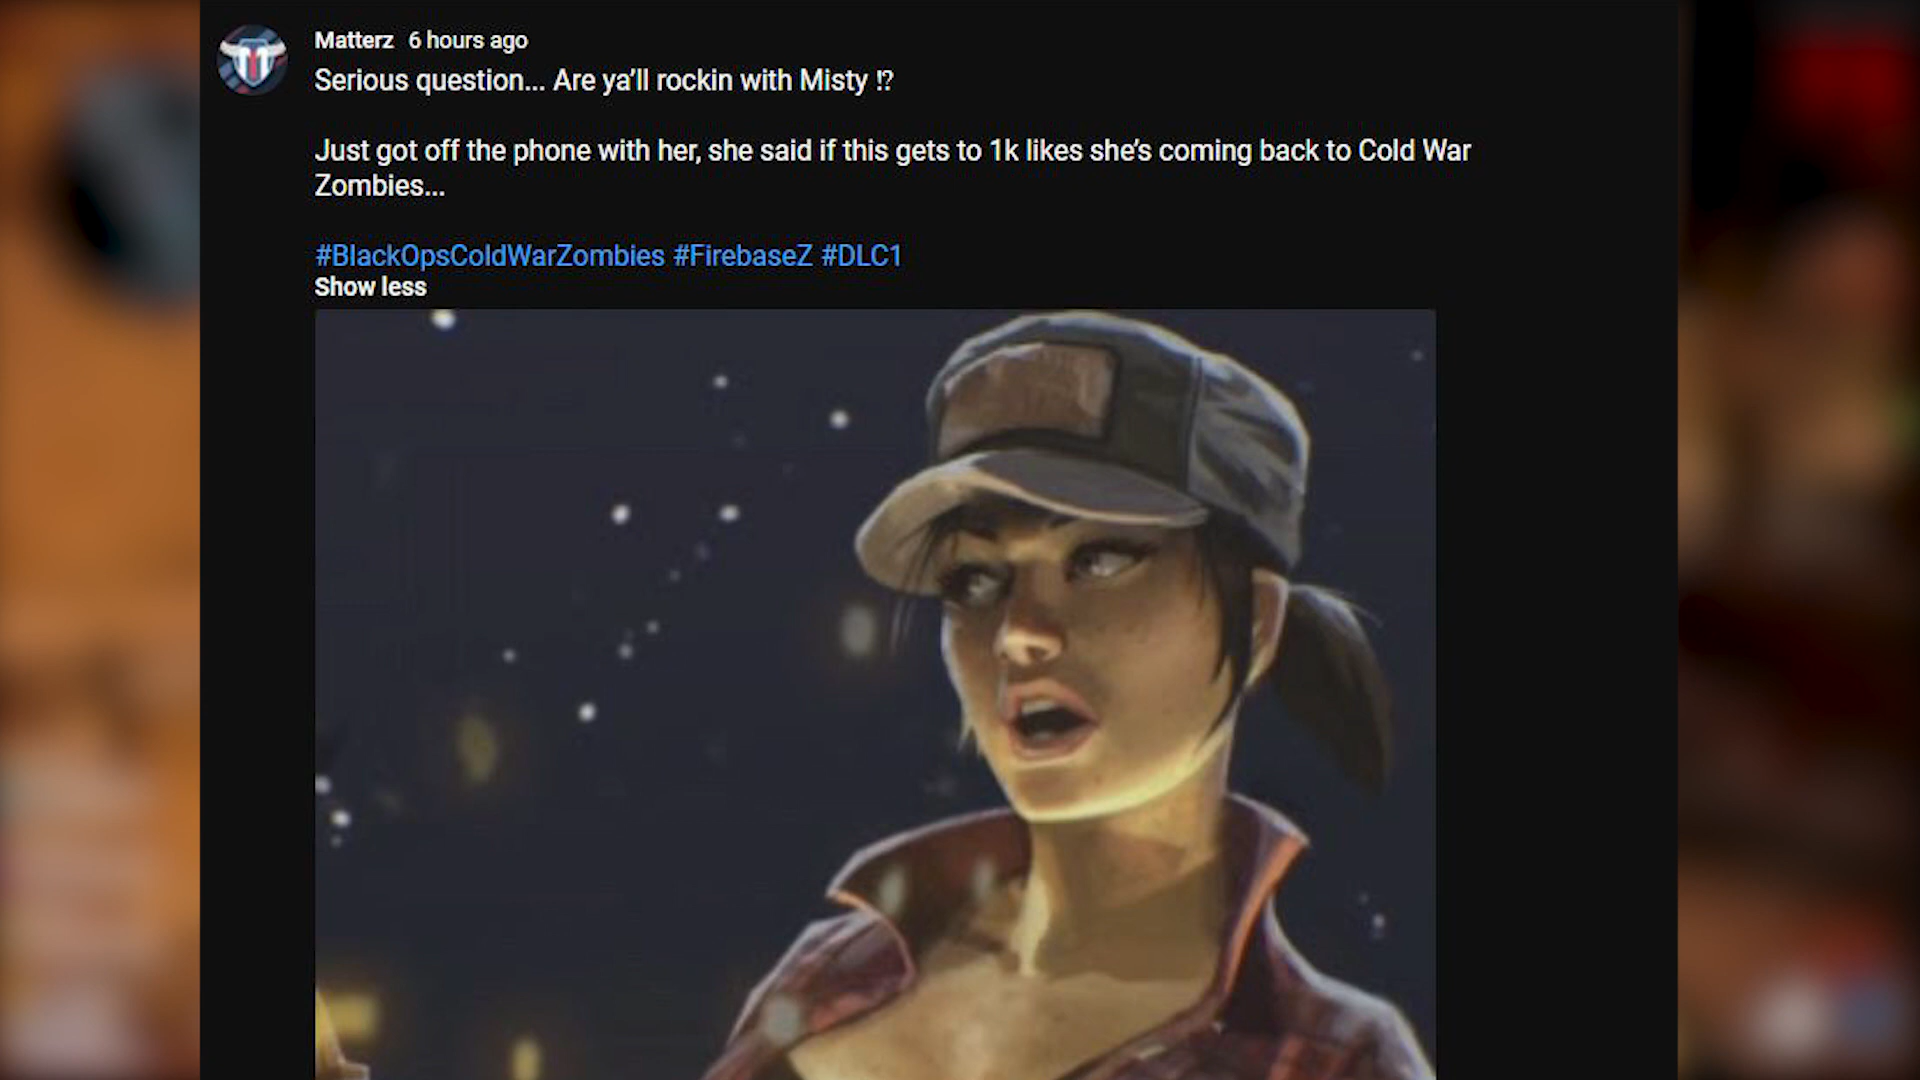 Matterz 6 hours ago
Serious question... Are ya’ll rockin with Misty ⁉
Just got off the phone with her, she said if this gets to 1k likes she’s coming back to Cold War
Zombies...
#BlackOpsColdWarZombies #FirebaseZ #DLC1
Show less